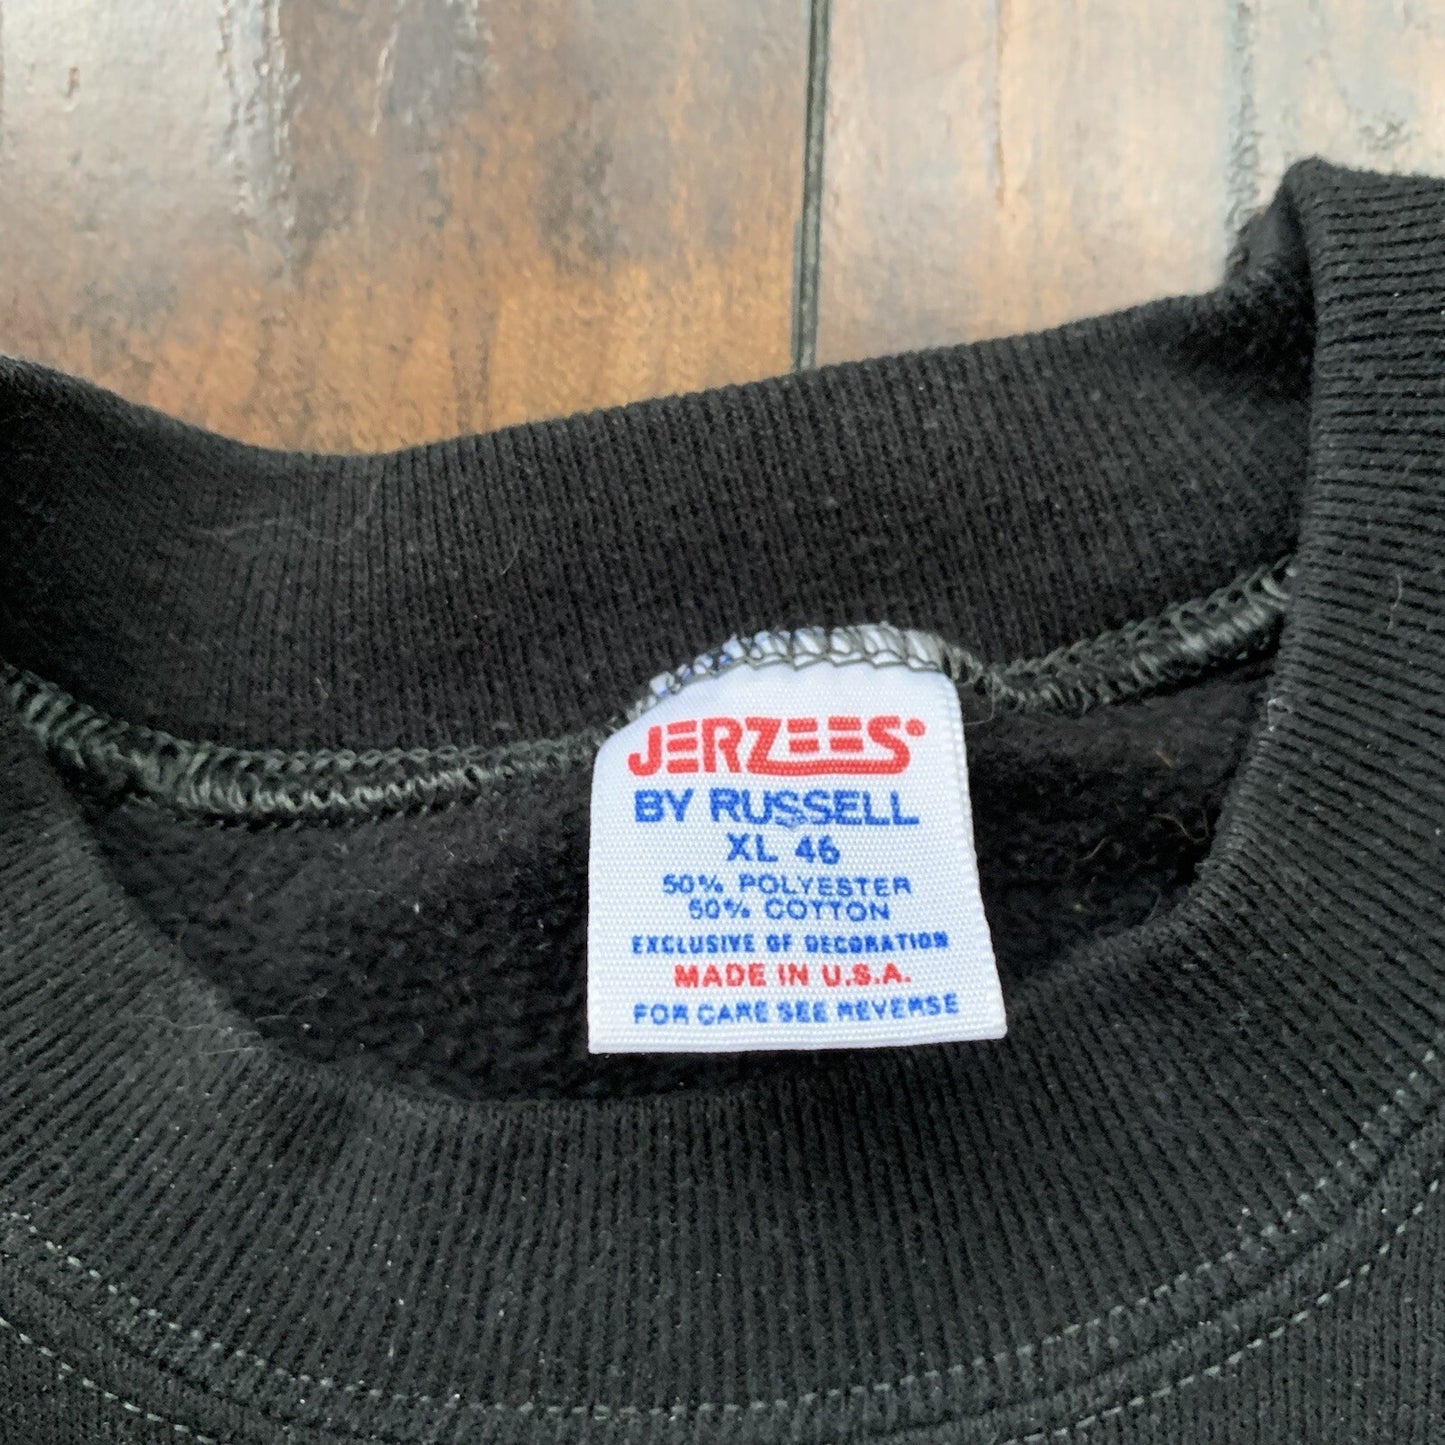 JERZEES®
BY RUSSELL
XL 46
50% POLYESTER
50% COTTON
EXCLUSIVE OF DECORATION
MADE IN U.S.A.
FOR CARE SEE REVERSE